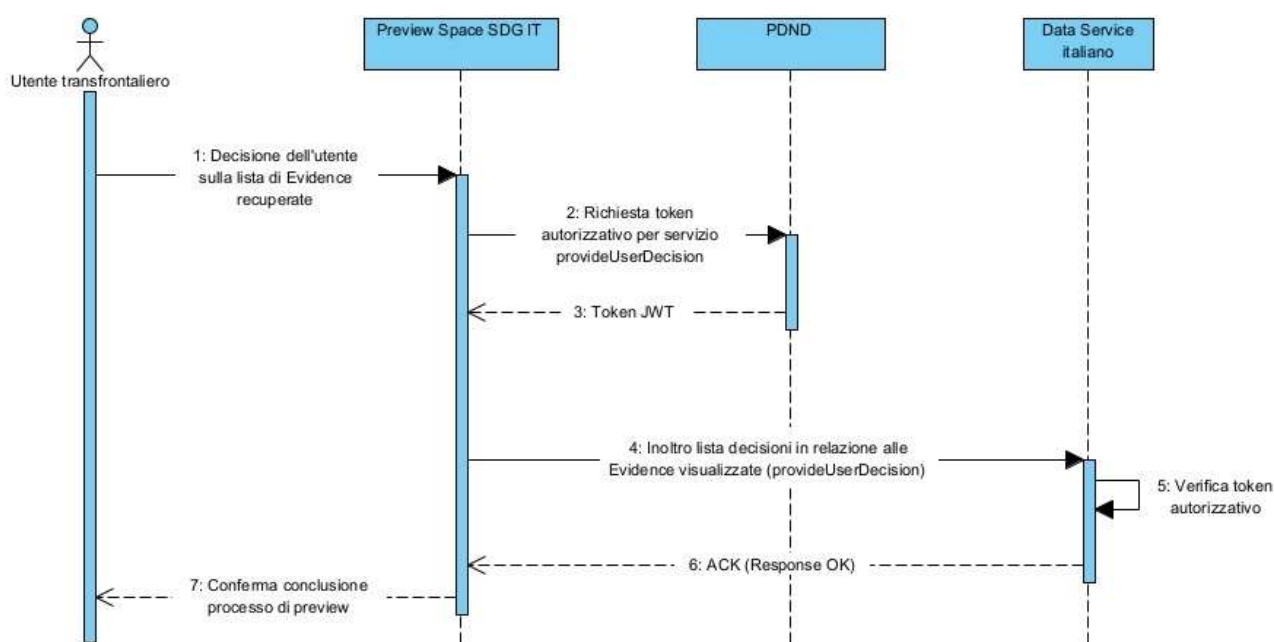 Preview Space SDG IT
PDND
Data Service
italiano
Utente transfrontaliero
1: Decisione dell'utente
sulla lista di Evidence
recuperate
2: Richiesta token
autorizzativo per servizio
provideUserDecision
3: Token JWT
4: Inoltro lista decisioni in relazione alle
Evidence visualizzate (provideUserDecision)
5: Verifica token
autorizzativo
6: ACK (Response OK)
7: Conferma conclusione
processo di preview